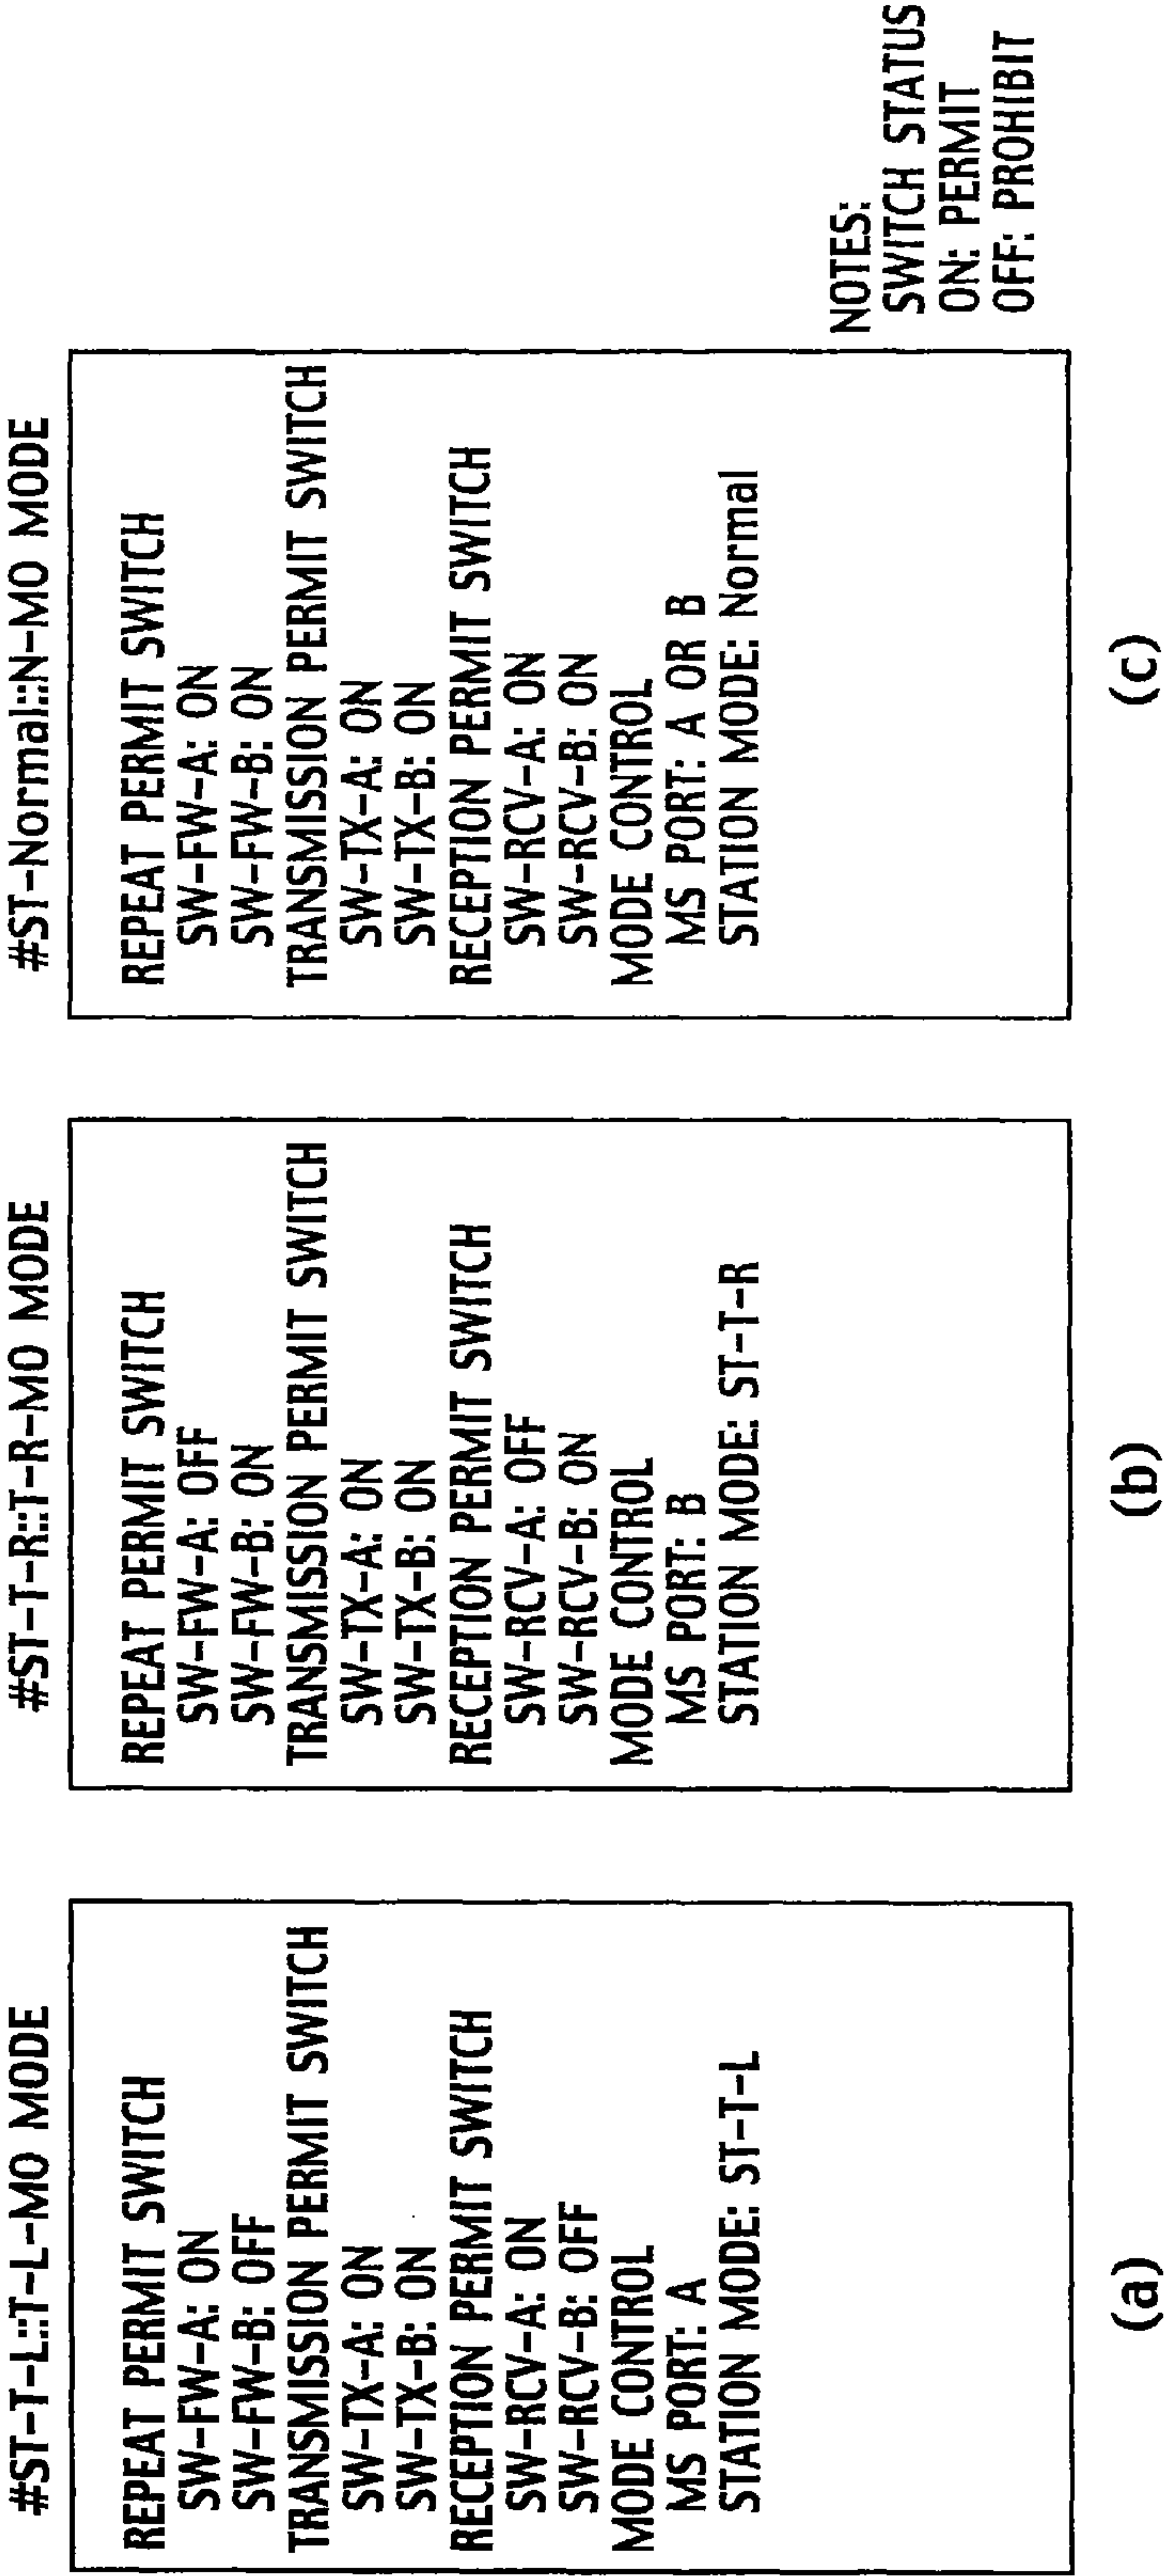 #ST-T-L:::T-L-MO MODE
REPEAT PERMIT SWITCH
SW-FW-A: ON
SW-FW-B: OFF
TRANSMISSION PERMIT SWITCH
SW-TX-A: ON
SW-TX-B: ON
RECEPTION PERMIT SWITCH
SW-RCV-A: ON
SW-RCV-B: OFF
MODE CONTROL
MS PORT: A
STATION MODE: ST-T-L
(a)
#ST-T-R:::T-R-MO MODE
REPEAT PERMIT SWITCH
SW-FW-A: OFF
SW-FW-B: ON
TRANSMISSION PERMIT SWITCH
SW-TX-A: ON
SW-TX-B: ON
RECEPTION PERMIT SWITCH
SW-RCV-A: OFF
SW-RCV-B: ON
MODE CONTROL
MS PORT: B
STATION MODE: ST-T-R
(b)
#ST-Normal:::N-MO MODE
REPEAT PERMIT SWITCH
SW-FW-A: ON
SW-FW-B: ON
TRANSMISSION PERMIT SWITCH
SW-TX-A: ON
SW-TX-B: ON
RECEPTION PERMIT SWITCH
SW-RCV-A: ON
SW-RCV-B: ON
MODE CONTROL
MS PORT: A OR B
STATION MODE: Normal
(c)
NOTES:
SWITCH STATUS
ON: PERMIT
OFF: PROHIBIT